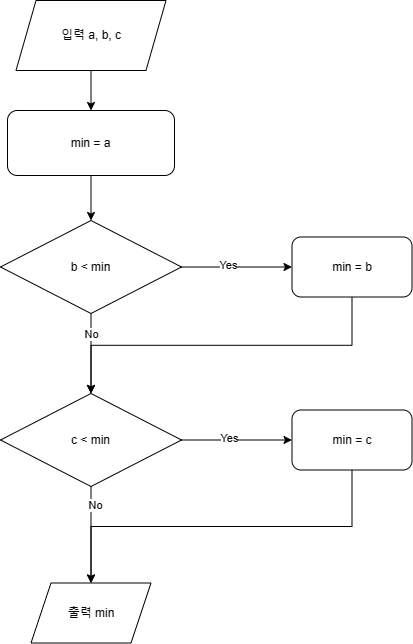 입력 a, b, c
min = a
b < min
Yes
min = b
No
c < min
Yes
min = c
No
출력 min